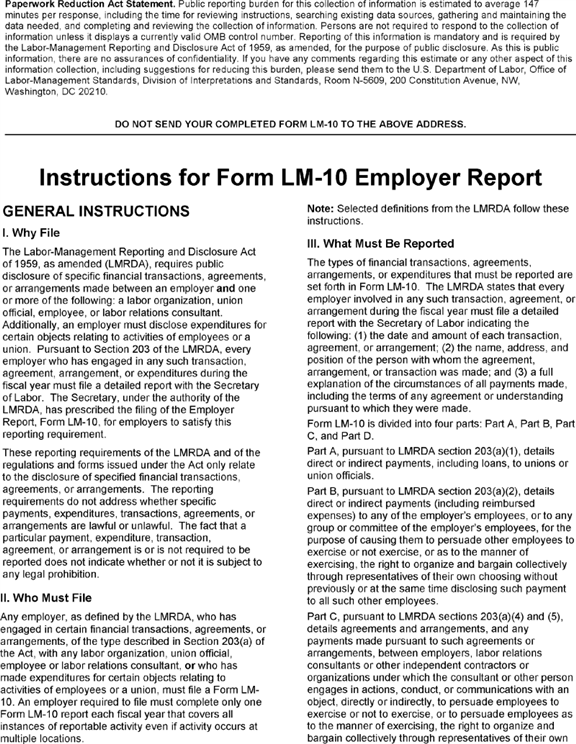 Paperwork Reduction Act Statement. Public reporting burden for this collection of information is estimated to average 147
minutes per response, including the time for reviewing instructions, searching existing data sources, gathering and maintaining the
data needed, and completing and reviewing the collection of information. Persons are not required to respond to the collection of
information unless it displays a currently valid OMB control number. Reporting of this information is mandatory and is required by
the Labor-Management Reporting and Disclosure Act of 1959, as amended, for the purpose of public disclosure. As this is public
information, there are no assurances of confidentiality. If you have any comments regarding this estimate or any other aspect of this
information collection, including suggestions for reducing this burden, please send them to the U.S. Department of Labor, Office of
Labor-Management Standards, Division of Interpretations and Standards, Room N-5609, 200 Constitution Avenue, NW,
Washington, DC 20210.
DO NOT SEND YOUR COMPLETED FORM LM-10 TO THE ABOVE ADDRESS.
Instructions for Form LM-10 Employer Report
GENERAL INSTRUCTIONS
I. Why File
The Labor-Management Reporting and Disclosure Act
of 1959, as amended (LMRDA), requires public
disclosure of specific financial transactions, agreements,
or arrangements made between an employer and one
or more of the following: a labor organization, union
official, employee, or labor relations consultant.
Additionally, an employer must disclose expenditures for
certain objects relating to activities of employees or a
union. Pursuant to Section 203 of the LMRDA, every
employer who has engaged in any such transaction,
agreement, arrangement, or expenditures during the
fiscal year must file a detailed report with the Secretary
of Labor. The Secretary, under the authority of the
LMRDA, has prescribed the filing of the Employer
Report, Form LM-10, for employers to satisfy this
reporting requirement.
These reporting requirements of the LMRDA and of the
regulations and forms issued under the Act only relate
to the disclosure of specified financial transactions,
agreements, or arrangements. The reporting
requirements do not address whether specific
payments, expenditures, transactions, agreements, or
arrangements are lawful or unlawful. The fact that a
particular payment, expenditure, transaction,
agreement, or arrangement is or is not required to be
reported does not indicate whether or not it is subject to
any legal prohibition.
II. Who Must File
Any employer, as defined by the LMRDA, who has
engaged in certain financial transactions, agreements, or
arrangements, of the type described in Section 203(a) of
the Act, with any labor organization, union official,
employee or labor relations consultant, or who has
made expenditures for certain objects relating to
activities of employees or a union, must file a Form LM-
10. An employer required to file must complete only one
Form LM-10 report each fiscal year that covers all
instances of reportable activity even if activity occurs at
multiple locations.
Note: Selected definitions from the LMRDA follow these
instructions.
III. What Must Be Reported
The types of financial transactions, agreements,
arrangements, or expenditures that must be reported are
set forth in Form LM-10. The LMRDA states that every
employer involved in any such transaction, agreement, or
arrangement during the fiscal year must file a detailed
report with the Secretary of Labor indicating the
following: (1) the date and amount of each transaction,
agreement, or arrangement; (2) the name, address, and
position of the person with whom the agreement,
arrangement, or transaction was made; and (3) a full
explanation of the circumstances of all payments made,
including the terms of any agreement or understanding
pursuant to which they were made.
Form LM-10 is divided into four parts: Part A, Part B, Part
C, and Part D.
Part A, pursuant to LMRDA section 203(a)(1), details
direct or indirect payments, including loans, to unions or
union officials.
Part B, pursuant to LMRDA section 203(a)(2), details
direct or indirect payments (including reimbursed
expenses) to any of the employer's employees, or to any
group or committee of the employer's employees, for the
purpose of causing them to persuade other employees to
exercise or not exercise, or as to the manner of
exercising, the right to organize and bargain collectively
through representatives of their own choosing without
previously or at the same time disclosing such payment
to all such other employees.
Part C, pursuant to LMRDA sections 203(a)(4) and (5),
details agreements and arrangements, and any
payments made pursuant to such agreements or
arrangements, between employers, labor relations
consultants or other independent contractors or
organizations under which the consultant or other person
engages in actions, conduct, or communications with an
object, directly or indirectly, to persuade employees to
exercise or not to exercise, or to persuade employees as
to the manner of exercising, the right to organize and
bargain collectively through representatives of their own